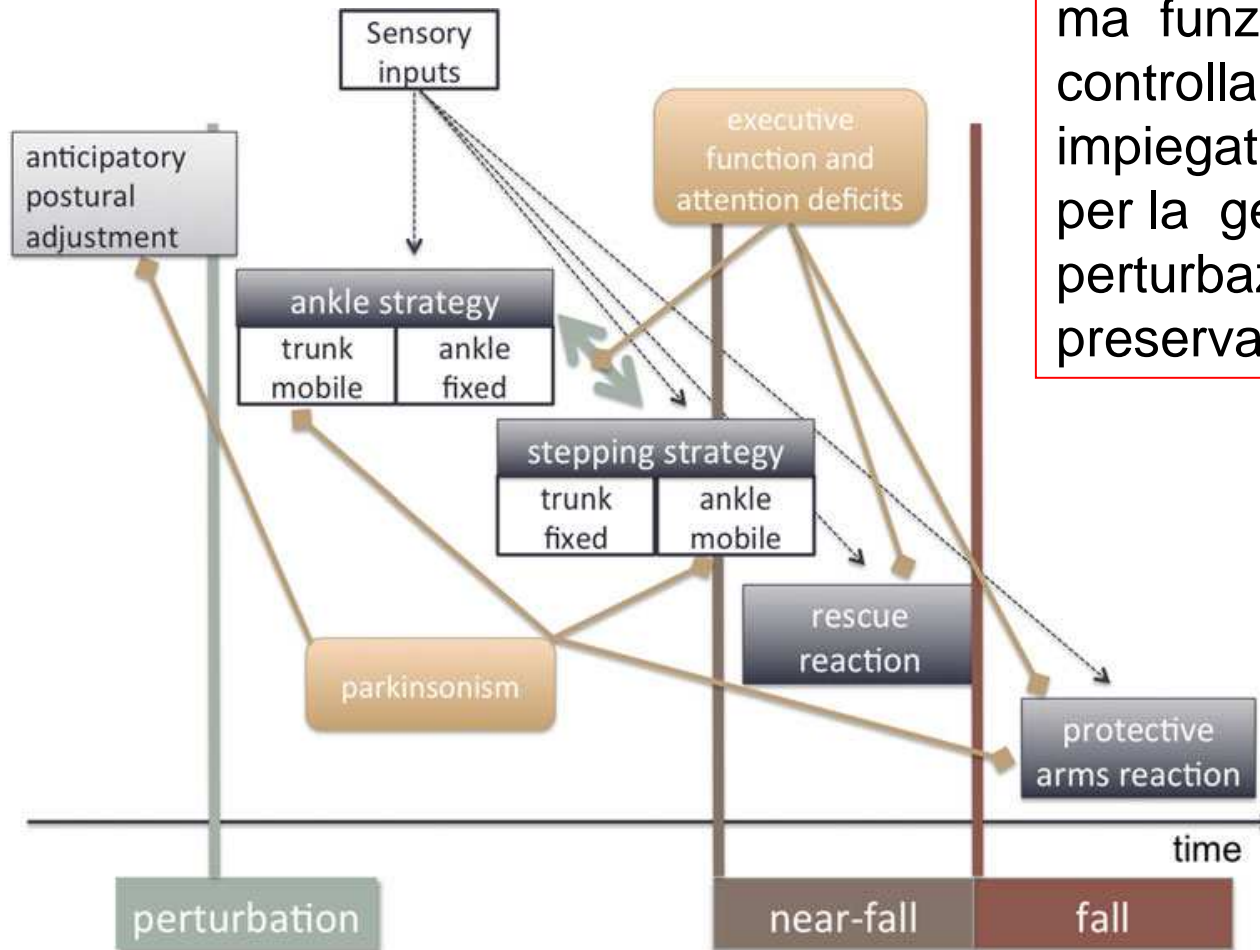 Sensory
inputs
ma funz
controlla
impiegat
per la ge
perturbaz
preserva
executive
function and
attention deficits
anticipatory
postural
adjustment
ankle strategy
trunk
mobile
ankle
fixed
stepping strategy
trunk
fixed
ankle
mobile
rescue
reaction
parkinsonism
protective
arms reaction
time
perturbation
near-fall
fall